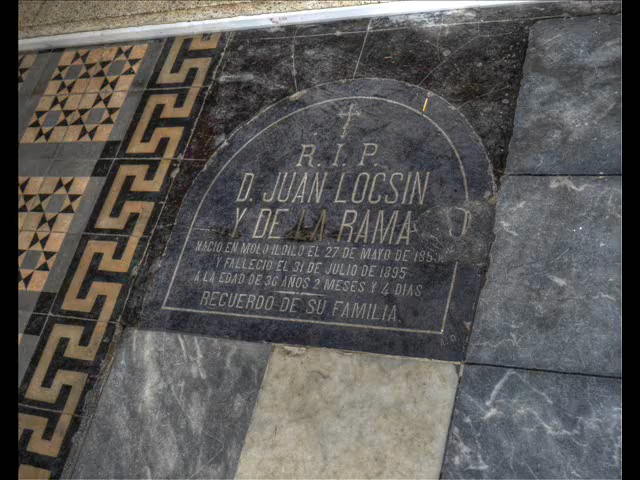 R.I.P.
D. JUAN LOCSIN
Y DE LA RAMA
NACIO EN MOLO ILOILO EL 27 DE MAYO DE
FALLECIO EL 31 DE JULIO DE 1895
A LA EDAD DE 36 AÑOS 2 MESES Y 4 DIAS
RECUERDO DE SU FAMILIA